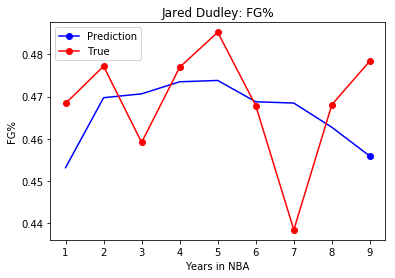 Jared Dudley: FG%
Prediction
True
FG%
0.48
0.47
0.46
0.45
0.44
1 2 3 4 5 6 7 8 9
Years in NBA